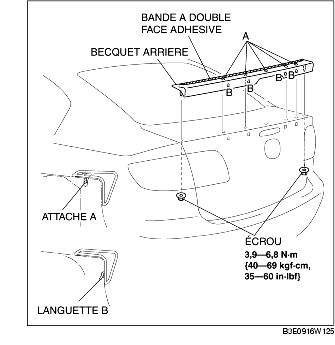 BANDE A DOUBLE
FACE ADHESIVE
A
BECQUET ARRIERE
B
B
B
B
ATTACHE A
ÉCROU
3,9—6,8 N·m
{40—69 kgf·cm,
35—60 in·lbf}
LANGUETTE B
B3E0916W125